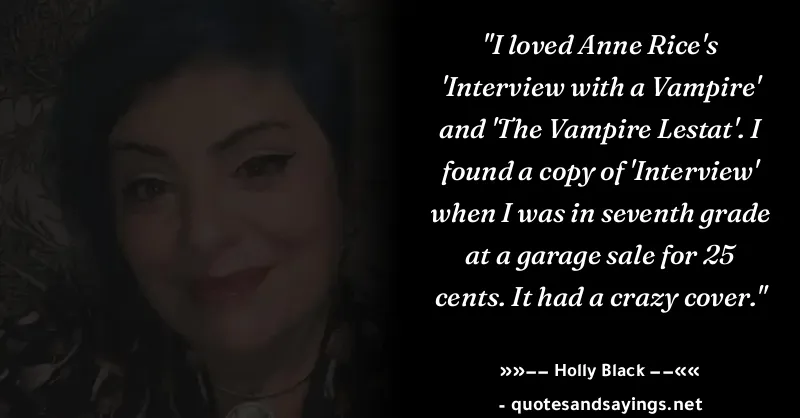 "I loved Anne Rice's
'Interview with a Vampire'
and 'The Vampire Lestat'. I
found a copy of 'Interview'
when I was in seventh grade
at a garage sale for 25
cents. It had a crazy cover."
»»−− Holly Black −−««
- quotesandsayings.net